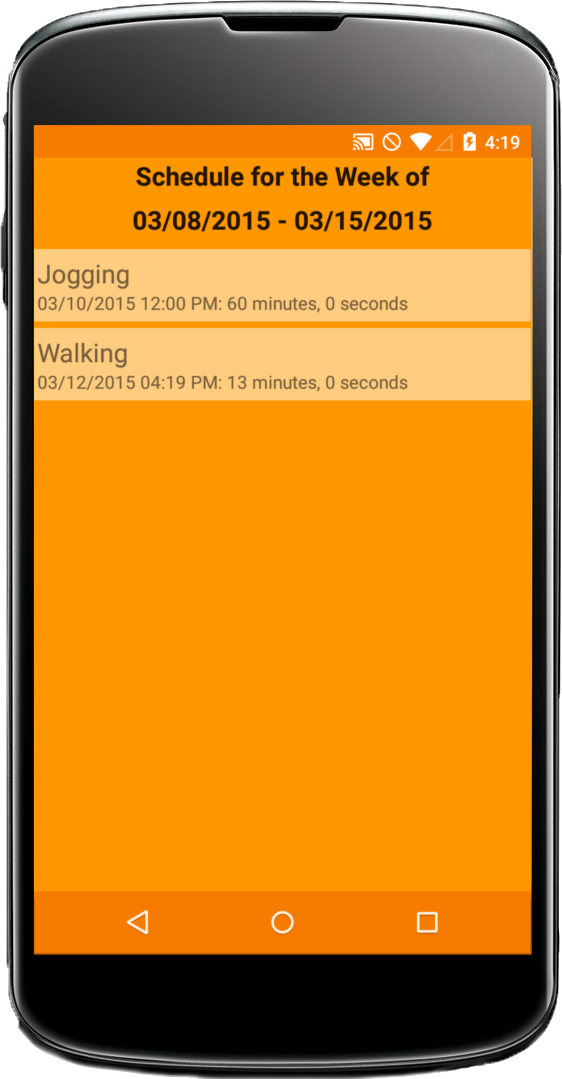 4:19
Schedule for the Week of
03/08/2015 - 03/15/2015
Jogging
03/10/2015 12:00 PM: 60 minutes, 0 seconds
Walking
03/12/2015 04:19 PM: 13 minutes, 0 seconds